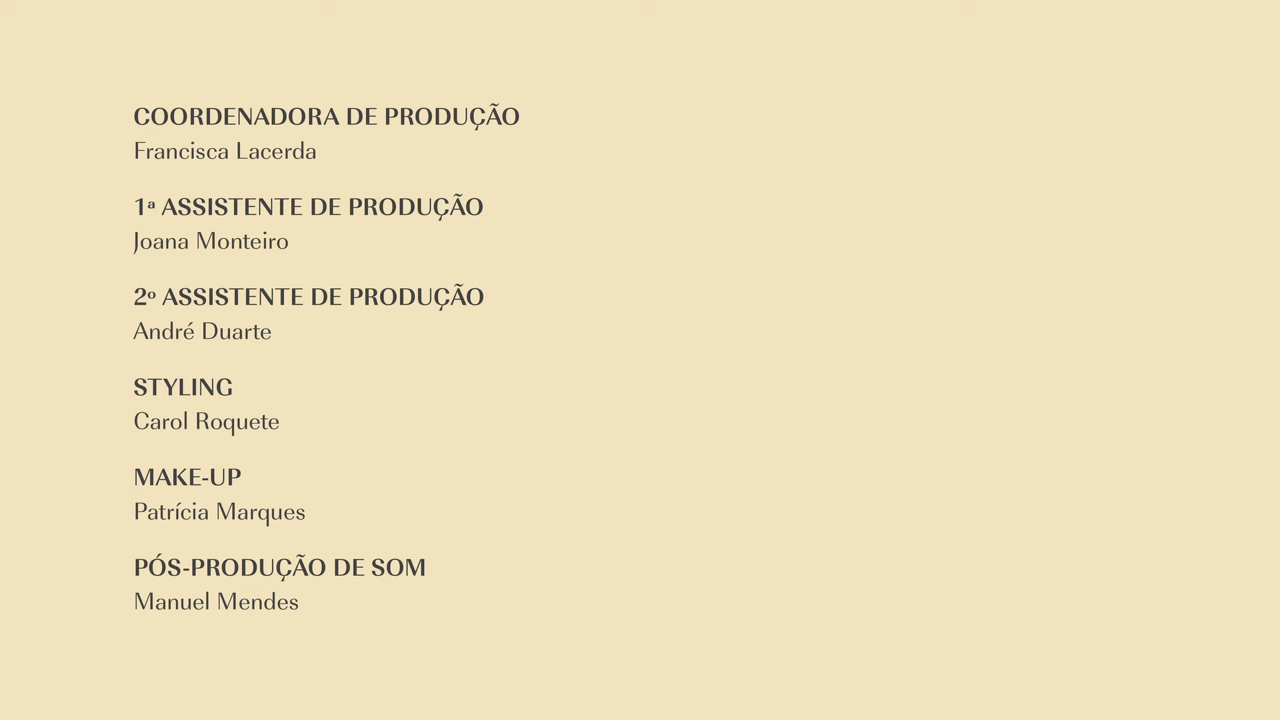 COORDENADORA DE PRODUÇÃO
Francisca Lacerda
1ª ASSISTENTE DE PRODUÇÃO
Joana Monteiro
2º ASSISTENTE DE PRODUÇÃO
André Duarte
STYLING
Carol Roquete
MAKE-UP
Patrícia Marques
PÓS-PRODUÇÃO DE SOM
Manuel Mendes